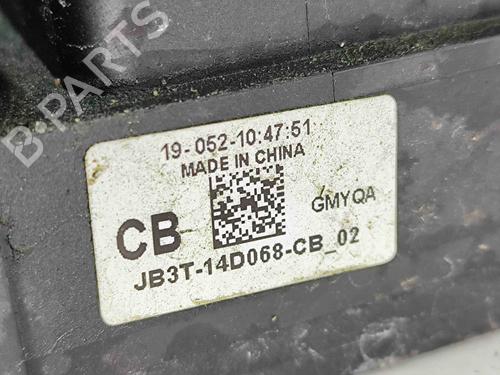 B-PARTS
19-052-10:47:51
MADE IN CHINA
CB
GMYQA
JB3T-14D068-CB_02